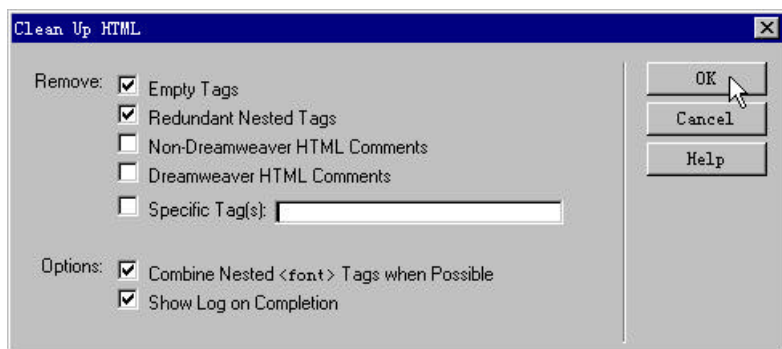 Clean Up HTML
Remove: Empty Tags
Redundant Nested Tags
Non-Dreamweaver HTML Comments
Dreamweaver HTML Comments
Specific Tag(s):
Options: Combine Nested <font> Tags when Possible
Show Log on Completion
OK
Cancel
Help